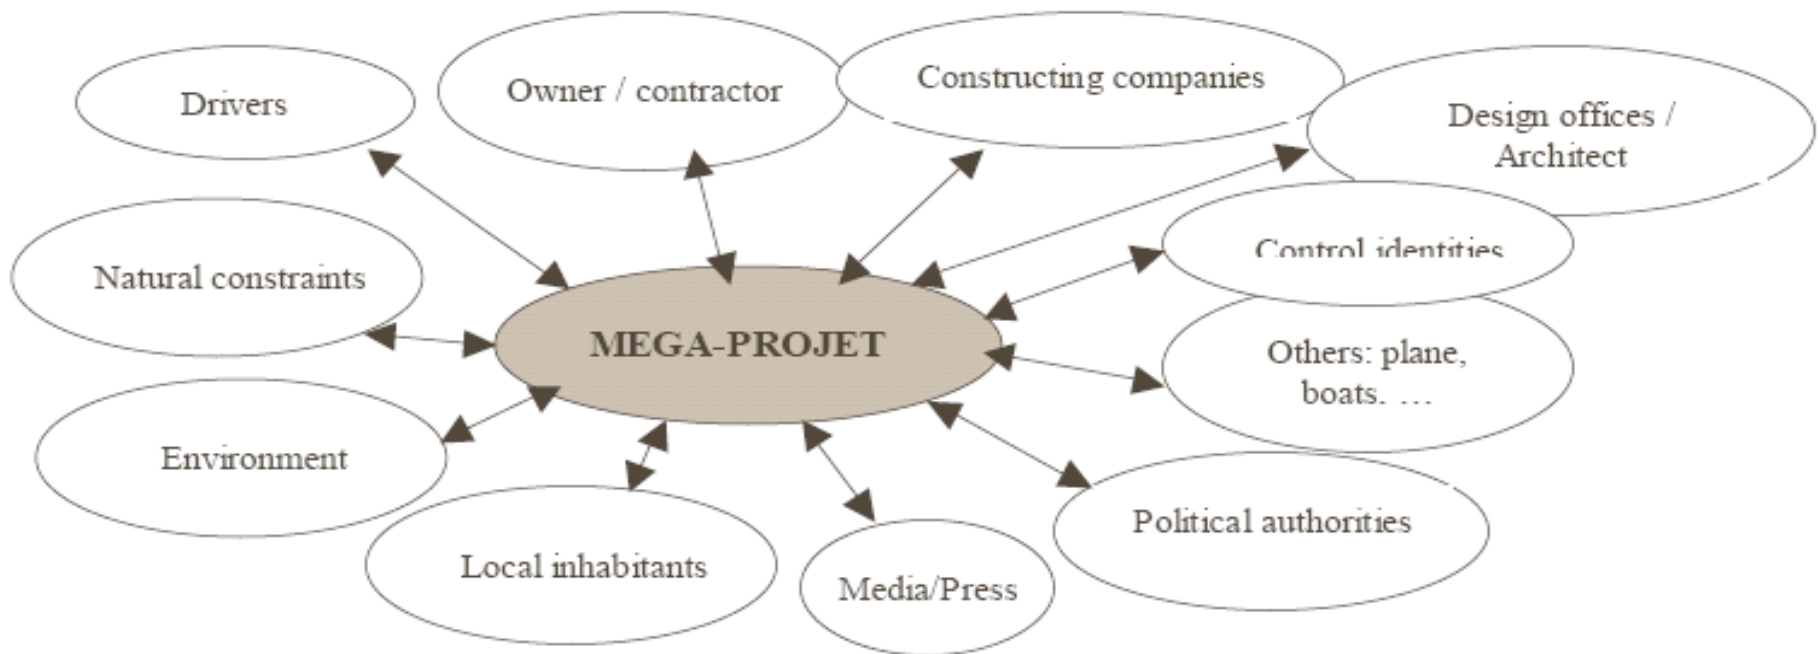 Drivers
Owner / contractor
Constructing companies
Design offices /
Architect
Natural constraints
Control identities
MEGA-PROJET
Others: plane,
boats. …
Environment
Political authorities
Local inhabitants
Media/Press